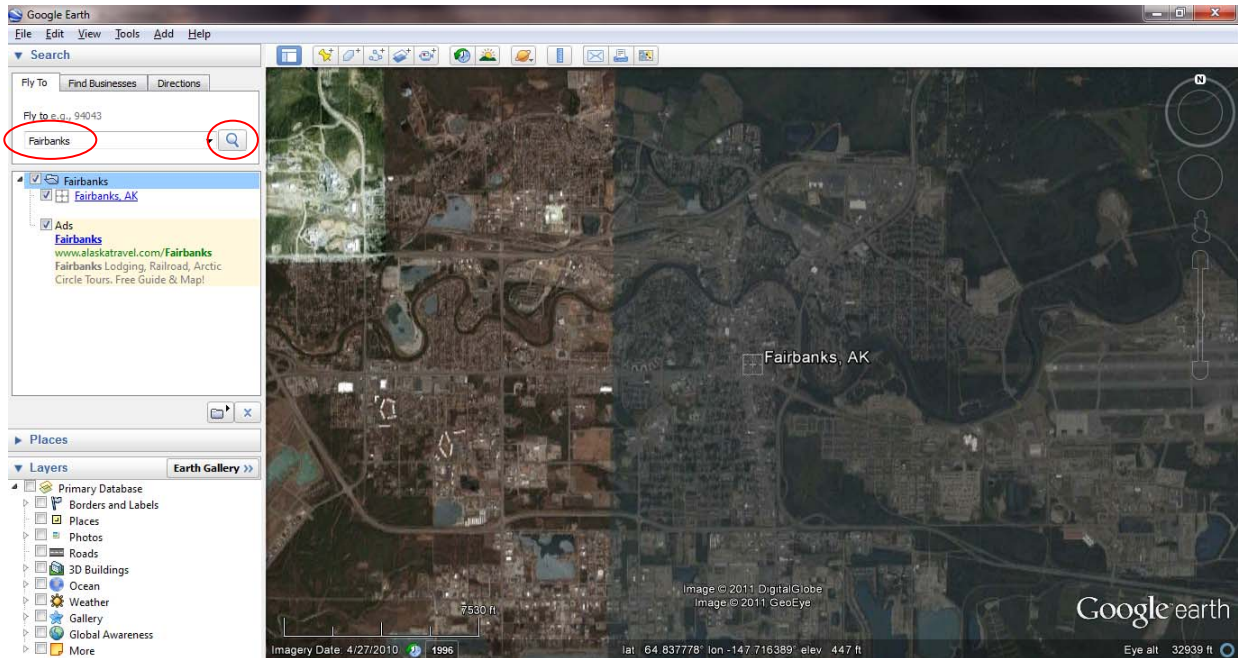 Google Earth
File Edit View Tools Add Help
Search
Fly To Find Businesses Directions
Fly to e.g., 94043
Fairbanks
Fairbanks
Fairbanks, AK
Ads
Fairbanks
www.alaskatravel.com/Fairbanks
Fairbanks Lodging, Railroad, Arctic
Circle Tours. Free Guide & Map!
Places
Layers Earth Gallery »
Primary Database
Borders and Labels
Places
Photos
Roads
3D Buildings
Ocean
Weather
Gallery
Global Awareness
More
N
Fairbanks, AK
7530 ft
Image © 2011 DigitalGlobe
Image © 2011 GeoEye
Google earth
Imagery Date: 4/27/2010 1996 lat 64.837778° lon -147.716389° elev 447 ft Eye alt 32939 ft